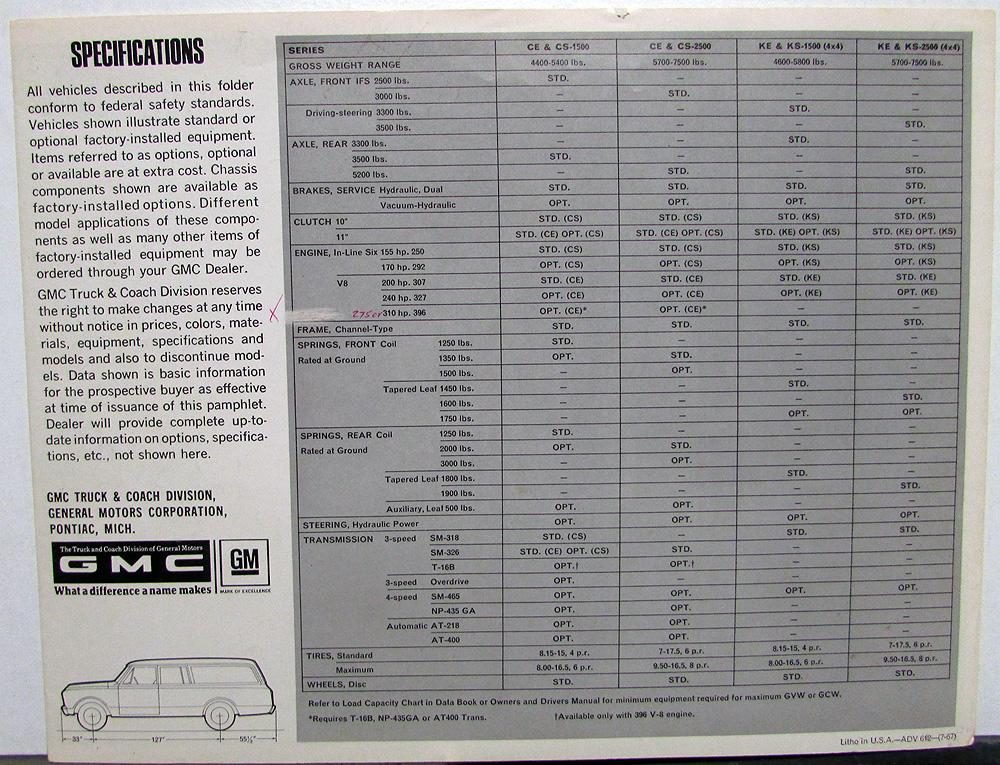 SPECIFICATIONS
All vehicles described in this folder
conform to federal safety standards.
Vehicles shown illustrate standard or
optional factory-installed equipment.
Items referred to as options, optional
or available are at extra cost. Chassis
components shown are available as
factory-installed options. Different
model applications of these compo-
nents as well as many other items of
factory-installed equipment may be
ordered through your GMC Dealer.
GMC Truck & Coach Division reserves
the right to make changes at any time
without notice in prices, colors, mate-
rials, equipment, specifications and
models and also to discontinue mod-
els. Data shown is basic information
for the prospective buyer as effective
at time of issuance of this pamphlet.
Dealer will provide complete up-to-
date information on options, specifica-
tions, etc., not shown here.
GMC TRUCK & COACH DIVISION,
GENERAL MOTORS CORPORATION,
PONTIAC, MICH.
The Truck and Coach Division of General Motors
GMC
What a difference a name makes
GM
MARK OF EXCELLENCE
33" 127" 55½"
SERIES CE & CS-1500 CE & CS-2500 KE & KS-1500 (4x4) KE & KS-2500 (4x4)
GROSS WEIGHT RANGE 4400-5400 lbs. 5700-7500 lbs. 4600-5800 lbs. 5700-7500 lbs.
AXLE, FRONT IFS 2500 lbs. STD. — — —
3000 lbs. — STD. — —
Driving-steering 3300 lbs. — — STD. —
3500 lbs. — — — STD.
AXLE, REAR 3300 lbs. — — STD. —
3500 lbs. STD. — — —
5200 lbs. — STD. — STD.
BRAKES, SERVICE Hydraulic, Dual STD. STD. STD. STD.
Vacuum-Hydraulic OPT. OPT. OPT. OPT.
CLUTCH 10" STD. (CS) STD. (CS) STD. (KS) STD. (KS)
11" STD. (CE) OPT. (CS) STD. (CE) OPT. (CS) STD. (KE) OPT. (KS) STD. (KE) OPT. (KS)
ENGINE, In-Line Six 155 hp. 250 STD. (CS) STD. (CS) STD. (KS) STD. (KS)
170 hp. 292 OPT. (CS) OPT. (CS) OPT. (KS) OPT. (KS)
V8 200 hp. 307 STD. (CE) STD. (CE) STD. (KE) STD. (KE)
240 hp. 327 OPT. (CE) OPT. (CE) OPT. (KE) OPT. (KE)
X 275 or 310 hp. 396 OPT. (CE)* OPT. (CE)* — —
FRAME, Channel-Type STD. STD. STD. STD.
SPRINGS, FRONT Coil 1250 lbs. STD. — — —
Rated at Ground 1350 lbs. OPT. STD. — —
1500 lbs. — OPT. — —
Tapered Leaf 1450 lbs. — — STD. —
1600 lbs. — — — STD.
1750 lbs. — — OPT. OPT.
SPRINGS, REAR Coil 1250 lbs. STD. — — —
Rated at Ground 2000 lbs. OPT. STD. — —
3000 lbs. — OPT. — —
Tapered Leaf 1800 lbs. — — STD. —
1900 lbs. — — — STD.
Auxiliary, Leaf 500 lbs. OPT. OPT. — —
STEERING, Hydraulic Power OPT. OPT. OPT. OPT.
TRANSMISSION 3-speed SM-318 STD. (CS) — STD. STD.
SM-326 STD. (CE) OPT. (CS) STD. — —
T-16B OPT.† OPT.† — —
3-speed Overdrive OPT. — — —
4-speed SM-465 OPT. OPT. OPT. OPT.
NP-435 GA OPT. OPT. — —
Automatic AT-218 OPT. OPT. — —
AT-400 OPT. OPT. — —
TIRES, Standard 8.15-15, 4 p.r. 7-17.5, 6 p.r. 8.15-15, 4 p.r. 7-17.5, 6 p.r.
Maximum 8.00-16.5, 6 p.r. 9.50-16.5, 8 p.r. 8.00-16.5, 6 p.r. 9.50-16.5, 8 p.r.
WHEELS, Disc STD. STD. STD. STD.
Refer to Load Capacity Chart in Data Book or Owners and Drivers Manual for minimum equipment required for maximum GVW or GCW.
*Requires T-16B, NP-435GA or AT400 Trans. †Available only with 396 V-8 engine.
Litho in U.S.A.—ADV 682—(7-67)